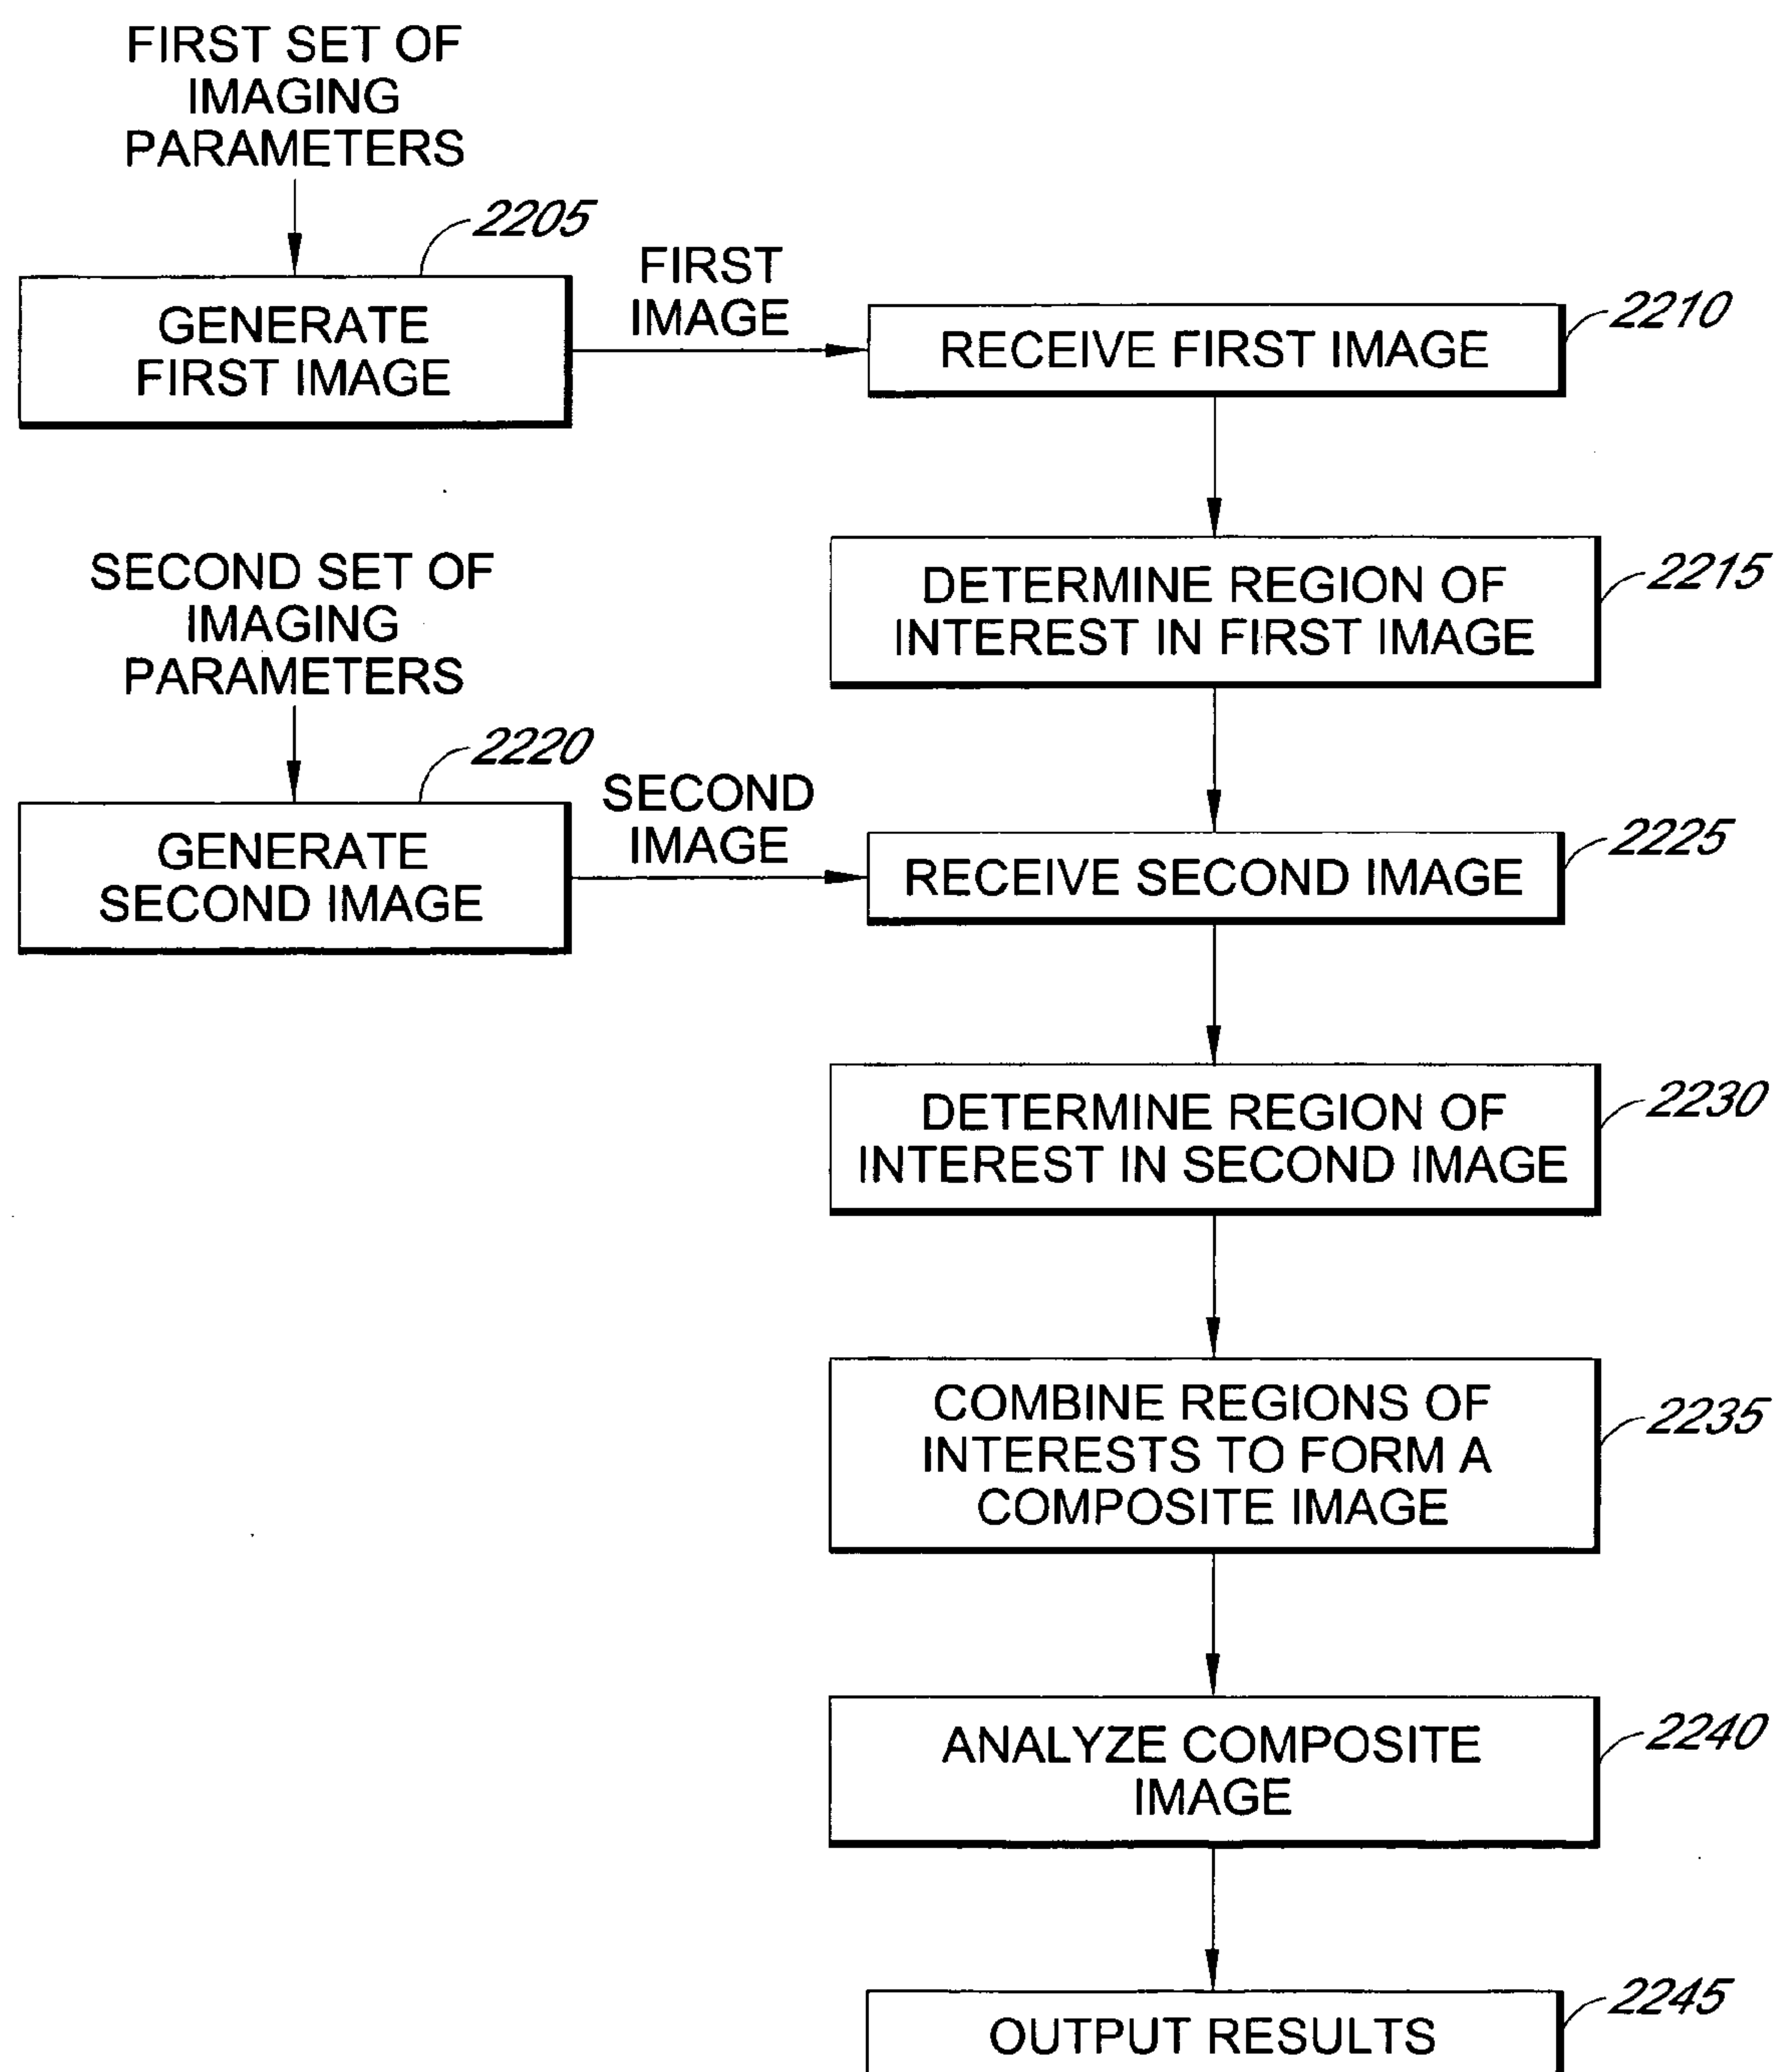 FIRST SET OF
IMAGING
PARAMETERS
2205
GENERATE
FIRST IMAGE
FIRST
IMAGE
RECEIVE FIRST IMAGE
2210
DETERMINE REGION OF
INTEREST IN FIRST IMAGE
2215
SECOND SET OF
IMAGING
PARAMETERS
2220
GENERATE
SECOND IMAGE
SECOND
IMAGE
RECEIVE SECOND IMAGE
2225
DETERMINE REGION OF
INTEREST IN SECOND IMAGE
2230
COMBINE REGIONS OF
INTERESTS TO FORM A
COMPOSITE IMAGE
2235
ANALYZE COMPOSITE
IMAGE
2240
OUTPUT RESULTS
2245